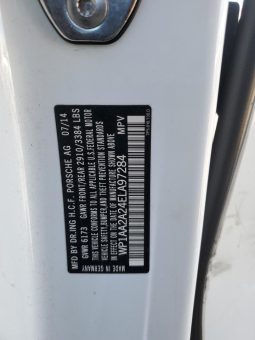 MFD BY DR.ING H.C.F. PORSCHE AG 07/14
GVWR 6173 GAWR FRONT/REAR 2910/3384 LBS
THIS VEHICLE CONFORMS TO ALL APPLICABLE U.S.FEDERAL MOTOR
VEHICLE SAFETY, BUMPER, AND THEFT PREVENTION STANDARDS
IN EFFECT ON THE DATE OF MANUFACTURE SHOWN ABOVE
WP1AA2A24ELA97284 MPV
MADE IN GERMANY